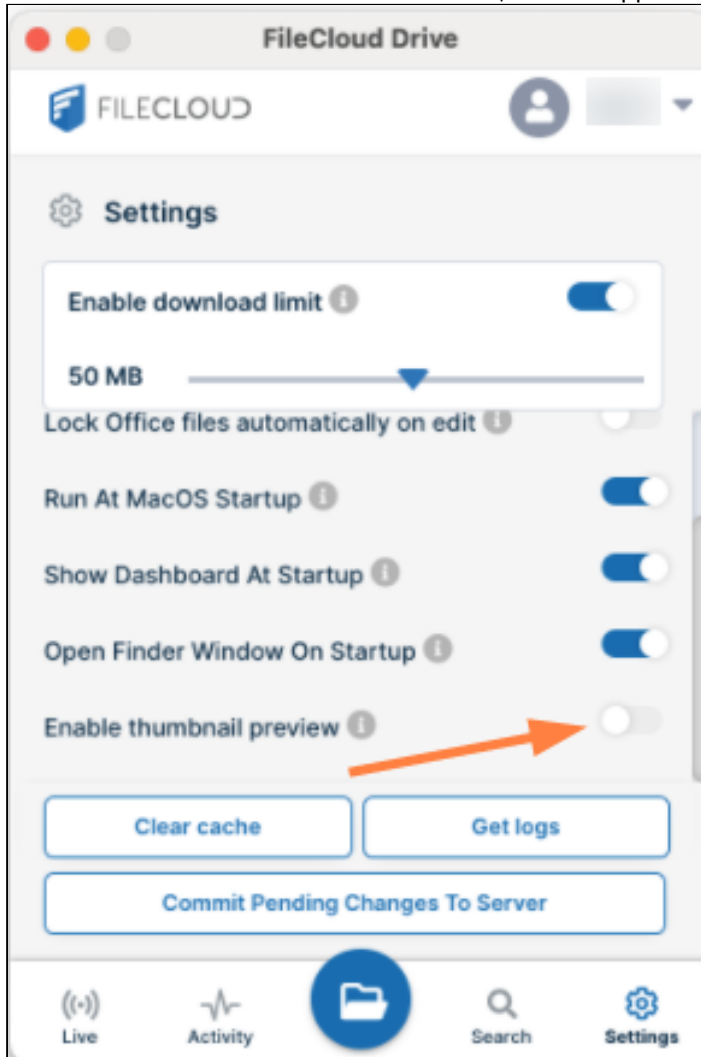 FileCloud Drive
FILECLOUD
Settings
Enable download limit
50 MB
Lock Office files automatically on edit
Run At MacOS Startup
Show Dashboard At Startup
Open Finder Window On Startup
Enable thumbnail preview
Clear cache
Get logs
Commit Pending Changes To Server
Live
Activity
Search
Settings